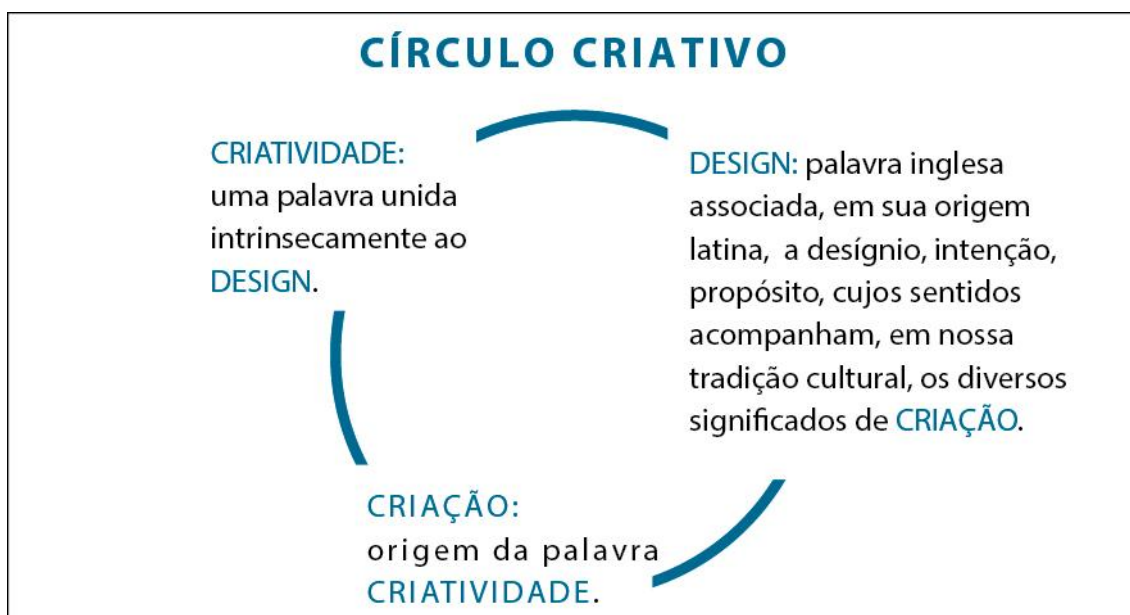 CÍRCULO CRIATIVO
CRIATIVIDADE:
uma palavra unida
intrinsecamente ao
DESIGN.
DESIGN: palavra inglesa
associada, em sua origem
latina, a desígnio, intenção,
propósito, cujos sentidos
acompanham, em nossa
tradição cultural, os diversos
significados de CRIAÇÃO.
CRIAÇÃO:
origem da palavra
CRIATIVIDADE.